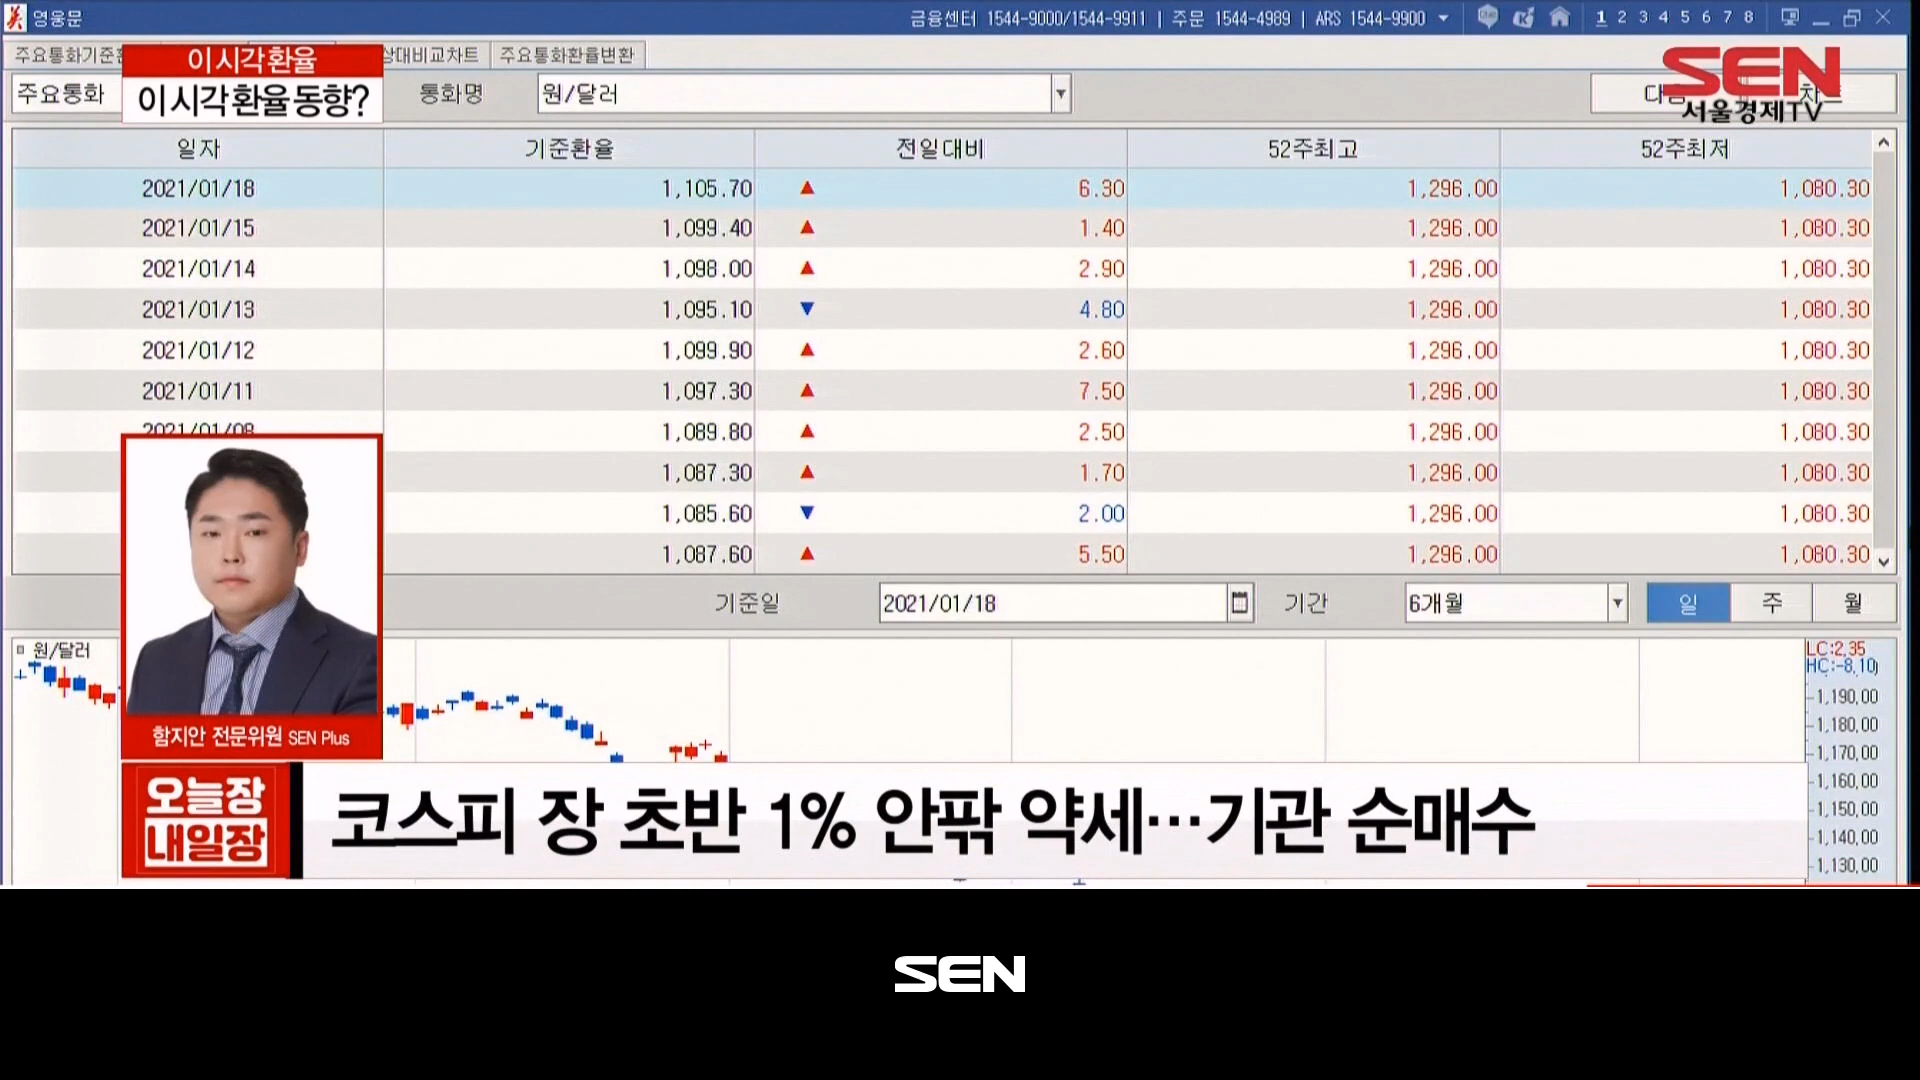 영웅문
금융센터 1544-9000/1544-9911 | 주문 1544-4989 | ARS 1544-9900
1 2 3 4 5 6 7 8
주요통화기준환
상대비교차트
주요통화환율변환
이 시각 환율
이 시각 환율 동향?
주요통화
통화명
원/달러
SEN
서울경제TV
일자 기준환율 전일대비 52주최고 52주최저
2021/01/18 1,105.70 ▲ 6.30 1,296.00 1,080.30
2021/01/15 1,099.40 ▲ 1.40 1,296.00 1,080.30
2021/01/14 1,098.00 ▲ 2.90 1,296.00 1,080.30
2021/01/13 1,095.10 ▼ 4.80 1,296.00 1,080.30
2021/01/12 1,099.90 ▲ 2.60 1,296.00 1,080.30
2021/01/11 1,097.30 ▲ 7.50 1,296.00 1,080.30
2021/01/08 1,089.80 ▲ 2.50 1,296.00 1,080.30
1,087.30 ▲ 1.70 1,296.00 1,080.30
1,085.60 ▼ 2.00 1,296.00 1,080.30
1,087.60 ▲ 5.50 1,296.00 1,080.30
기준일 2021/01/18 기간 6개월 일 주 월
원/달러
LC:2.35
HC:-8.10
1,190.00
1,180.00
1,170.00
1,160.00
1,150.00
1,140.00
1,130.00
함지안 전문위원 SEN Plus
오늘장
내일장
코스피 장 초반 1% 안팎 약세…기관 순매수
SEN